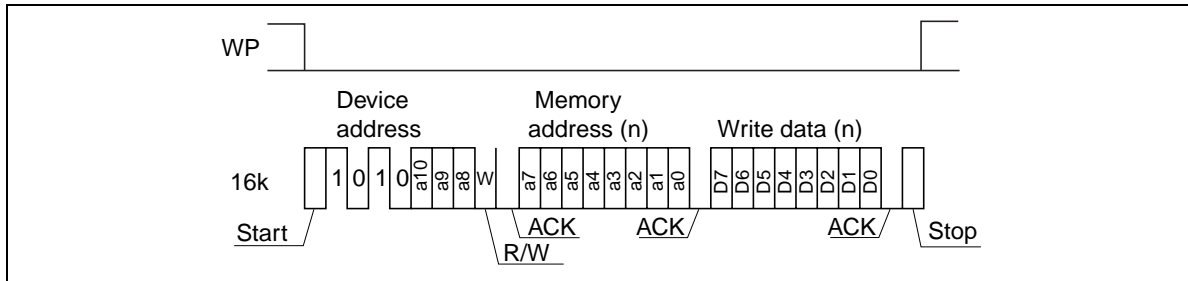 WP
Device address
Memory address (n)
Write data (n)
16k
1 0 1 0 a10 a9 a8 W a7 a6 a5 a4 a3 a2 a1 a0 D7 D6 D5 D4 D3 D2 D1 D0
Start
ACK
ACK
ACK
Stop
R/W